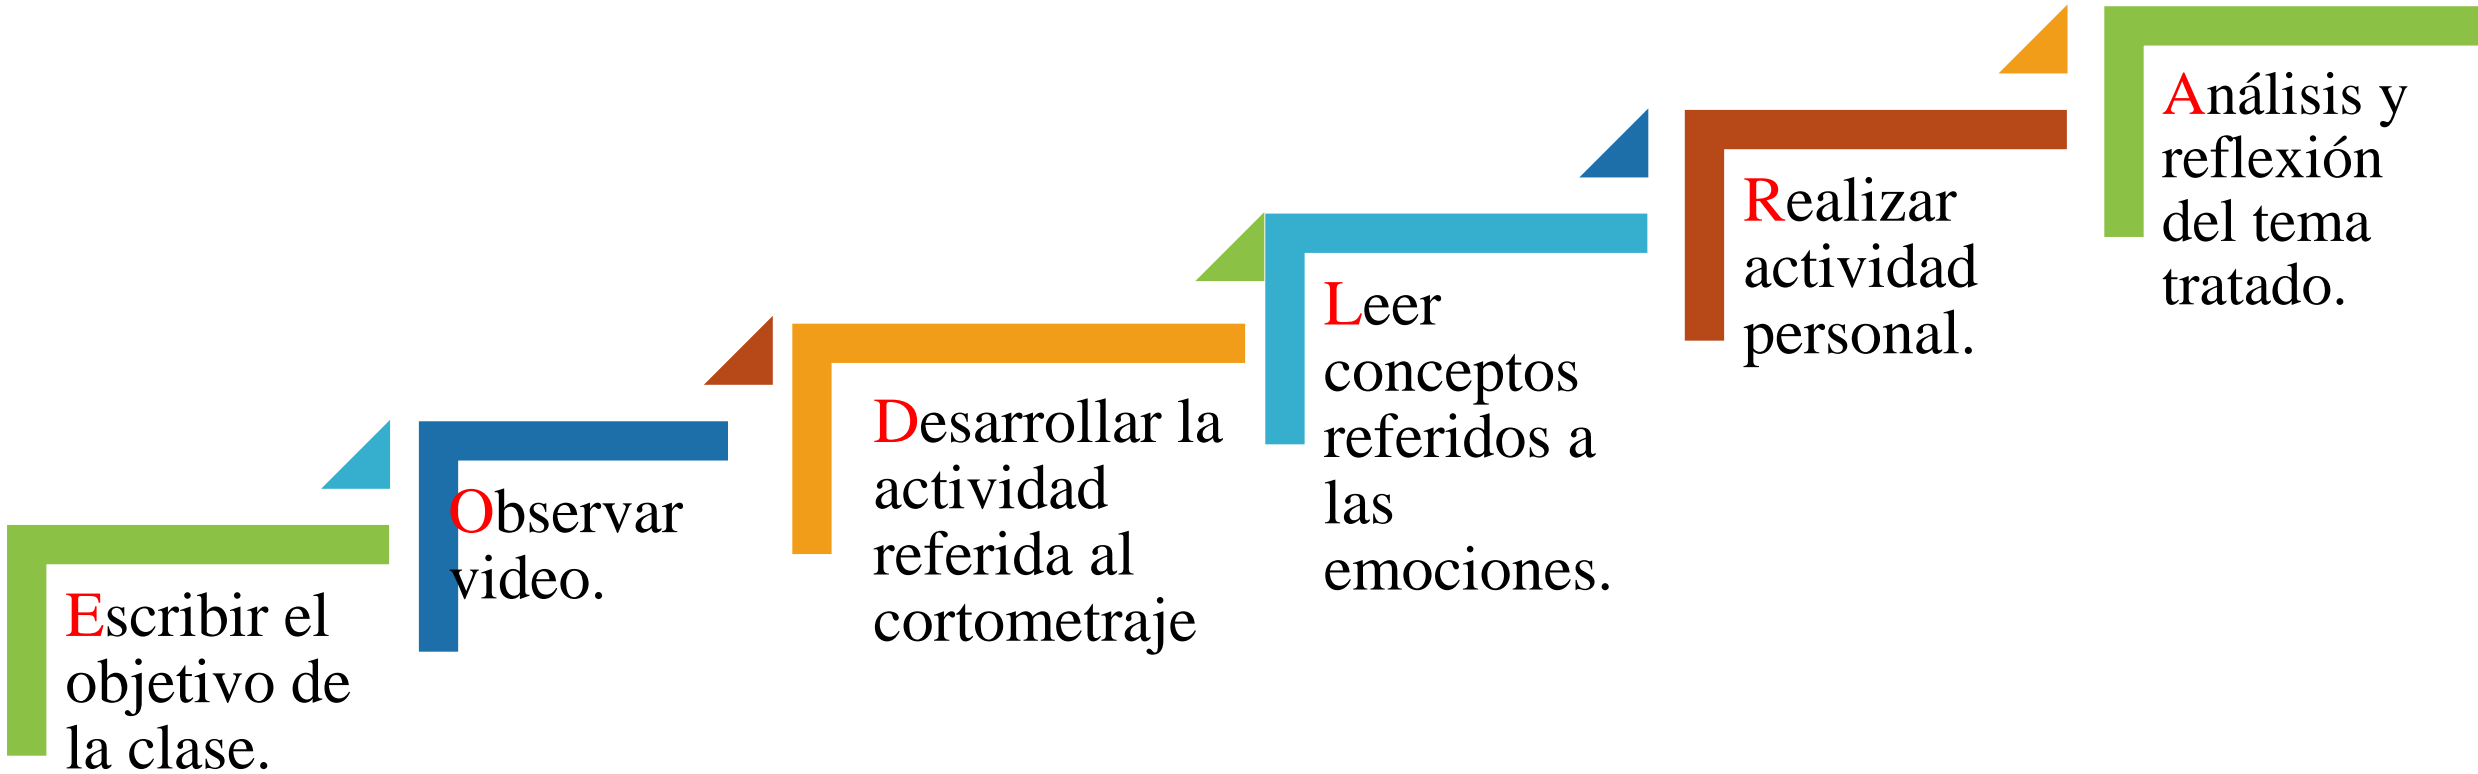 Escribir el
objetivo de
la clase.
Observar
video.
Desarrollar la
actividad
referida al
cortometraje
Leer
conceptos
referidos a
las
emociones.
Realizar
actividad
personal.
Análisis y
reflexión
del tema
tratado.